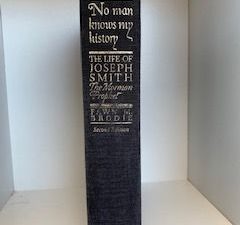 No man
knows my
history
THE LIFE OF
JOSEPH
SMITH
The Mormon
Prophet
FAWN M.
BRODIE
Second Edition